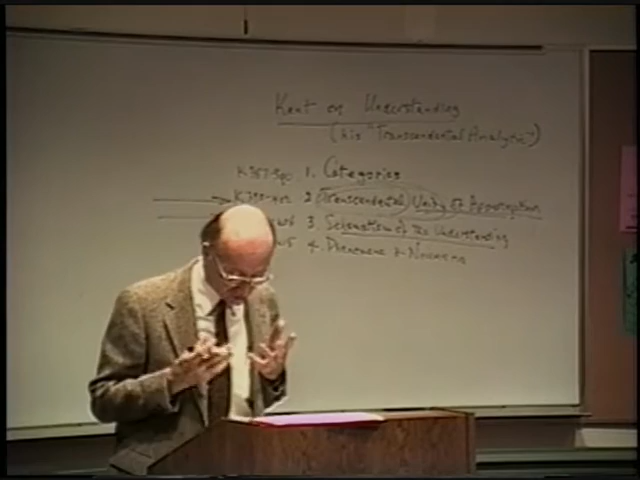 Kant on Understanding
(his "Transcendental Analytic")
1. Categories
2 (Transcendental) Unity of Apperception
3. Schematism of the Understanding
4. Phenomena & Noumena